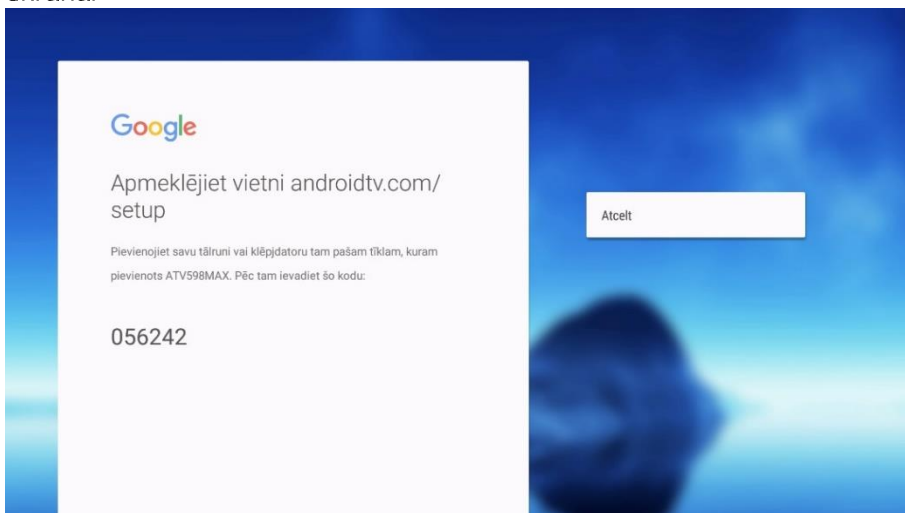 Google
Apmeklējiet vietni androidtv.com/
setup
Pievienojiet savu tālruni vai klēpjdatoru tam pašam tīklam, kuram
pievienots ATV598MAX. Pēc tam ievadiet šo kodu:
056242
Atcelt